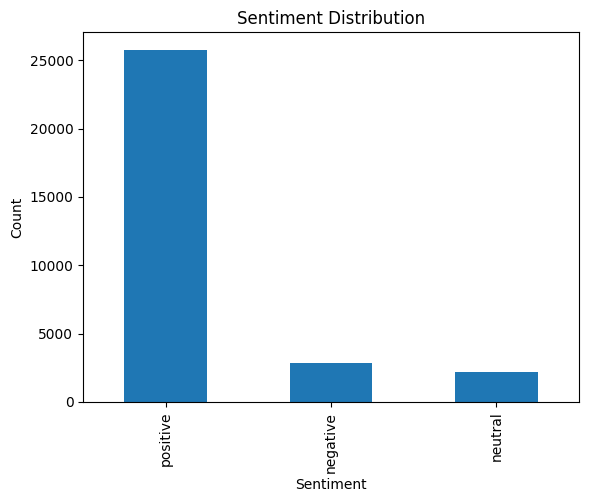 Sentiment Distribution
25000
20000
15000
10000
5000
0
Count
positive
negative
neutral
Sentiment